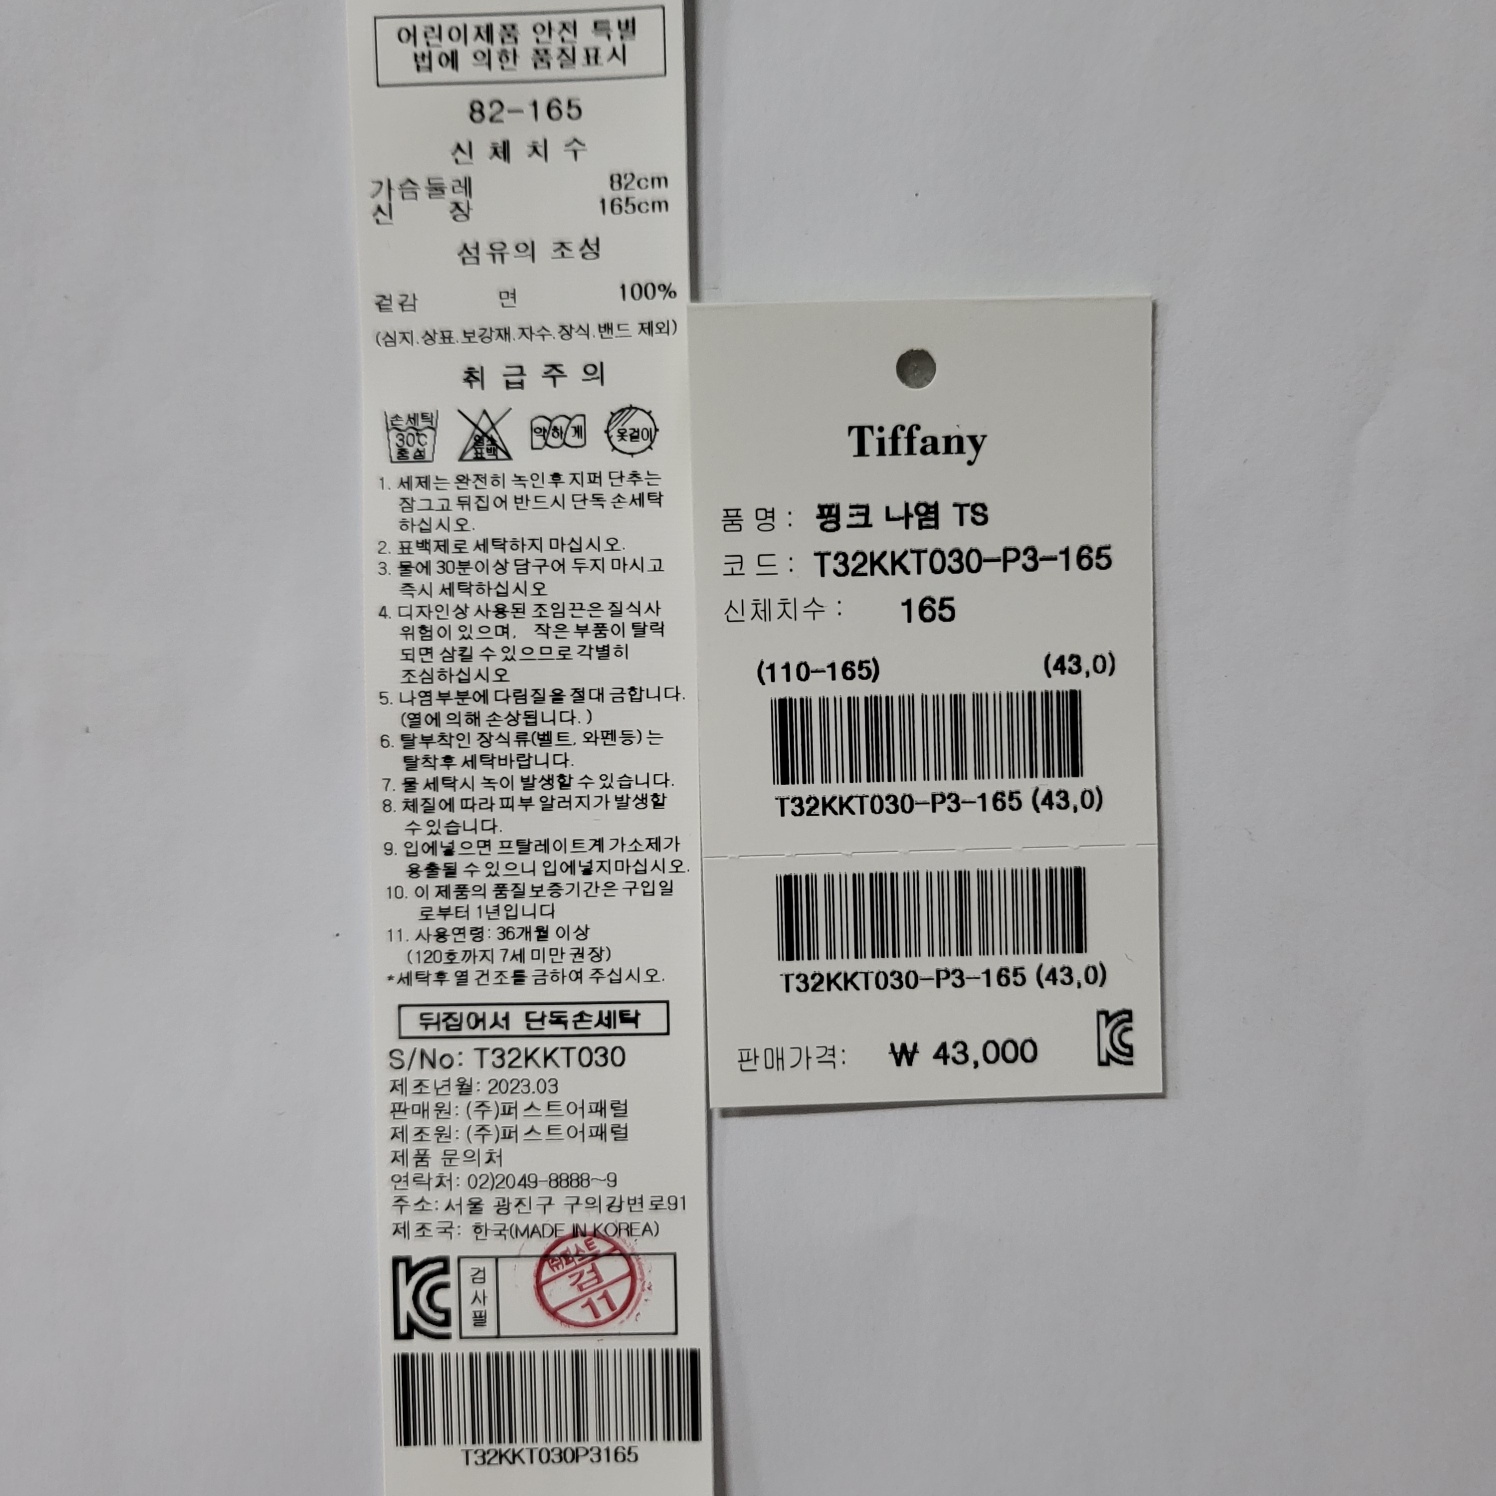 어린이제품 안전 특별
법에 의한 품질표시
82-165
신 체 치 수
가슴둘레 82cm
신 장 165cm
섬유의 조성
겉감 면 100%
(심지.상표.보강재.자수.장식.밴드 제외)
취 급 주 의
손세탁 30℃ 중성
염소 표백
약하게
옷걸이
1. 세제는 완전히 녹인후 지퍼 단추는
잠그고 뒤집어 반드시 단독 손세탁
하십시오.
2. 표백제로 세탁하지 마십시오.
3. 물에 30분이상 담구어 두지 마시고
즉시 세탁하십시오
4. 디자인상 사용된 조임끈은 질식사
위험이 있으며, 작은 부품이 탈락
되면 삼킬 수 있으므로 각별히
조심하십시오
5. 나염부분에 다림질을 절대 금합니다.
(열에 의해 손상됩니다. )
6. 탈부착인 장식류(벨트, 와펜등) 는
탈착후 세탁바랍니다.
7. 물 세탁시 녹이 발생할 수 있습니다.
8. 체질에 따라 피부 알러지가 발생할
수 있습니다.
9. 입에넣으면 프탈레이트계 가소제가
용출될 수 있으니 입에넣지마십시오.
10. 이 제품의 품질보증기간은 구입일
로부터 1년입니다
11. 사용연령: 36개월 이상
(120호까지 7세 미만 권장)
*세탁후 열 건조를 금하여 주십시오.
뒤집어서 단독손세탁
S/No: T32KKT030
제조년월: 2023.03
판매원: (주)퍼스트어패럴
제조원: (주)퍼스트어패럴
제품 문의처
연락처: 02)2049-8888~9
주소: 서울 광진구 구의강변로91
제조국: 한국(MADE IN KOREA)
검사필
㈜퍼스트
검
11
T32KKT030P3165
Tiffany
품 명 : 핑크 나염 TS
코 드 : T32KKT030-P3-165
신체치수 : 165
(110-165) (43,0)
T32KKT030-P3-165 (43,0)
T32KKT030-P3-165 (43,0)
판매가격: ₩ 43,000